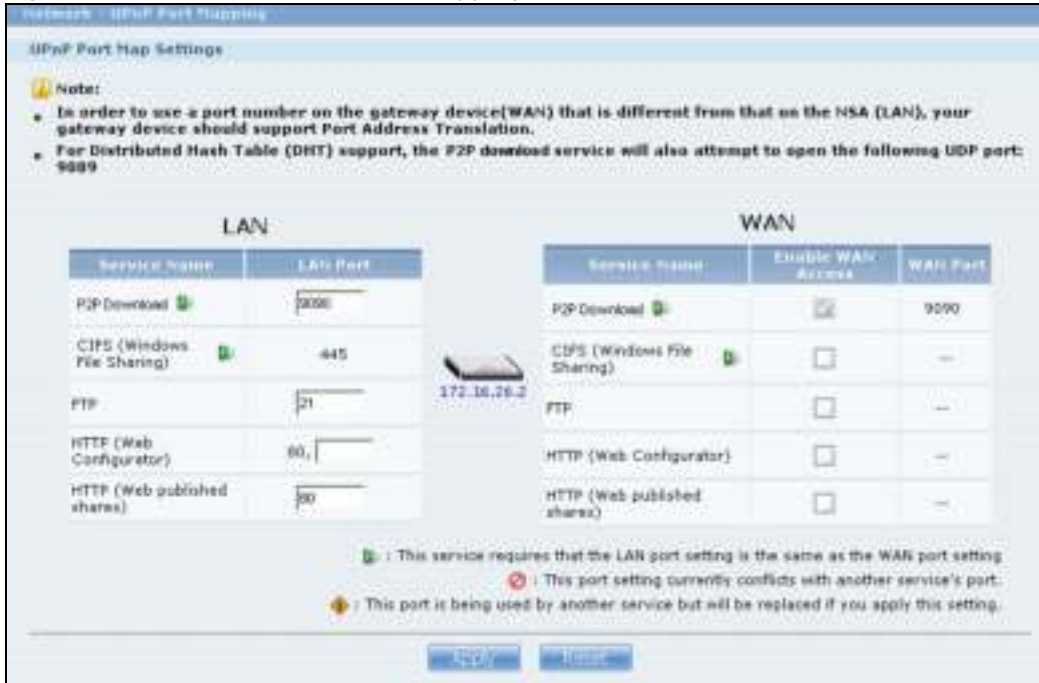 Network - UPnP Port Mapping
UPnP Port Map Settings
Note:
In order to use a port number on the gateway device(WAN) that is different from that on the NSA (LAN), your
gateway device should support Port Address Translation.
For Distributed Hash Table (DHT) support, the P2P download service will also attempt to open the following UDP port:
9089
LAN
Service Name LAN Port
P2P Download 9090
CIFS (Windows
File Sharing) 445
FTP 21
HTTP (Web
Configurator) 80,
HTTP (Web published
shares) 80
172.16.26.2
WAN
Service Name Enable WAN
Access WAN Port
P2P Download 9090
CIFS (Windows File
Sharing) --
FTP --
HTTP (Web Configurator) --
HTTP (Web published
shares) --
: This service requires that the LAN port setting is the same as the WAN port setting
: This port setting currently conflicts with another service's port.
: This port is being used by another service but will be replaced if you apply this setting.
Apply Reset